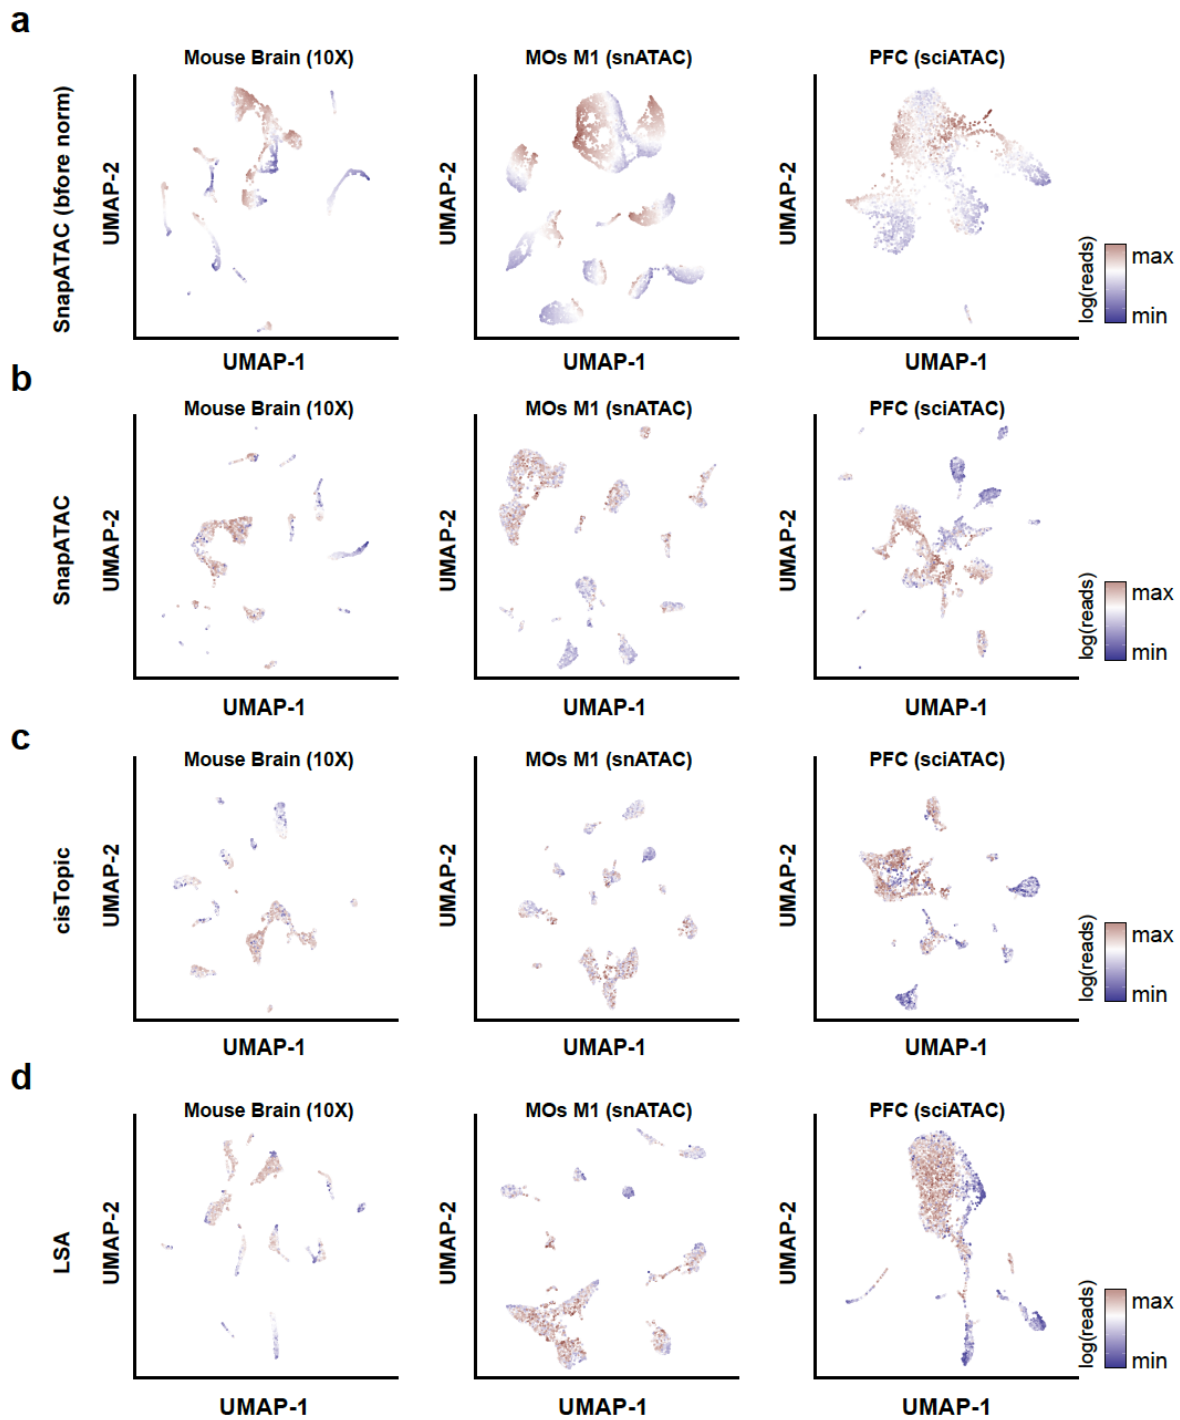 a
Mouse Brain (10X)
MOs M1 (snATAC)
PFC (sciATAC)
SnapATAC (bfore norm)
UMAP-2
UMAP-2
UMAP-2
log(reads)
max
min
UMAP-1
UMAP-1
UMAP-1
b
Mouse Brain (10X)
MOs M1 (snATAC)
PFC (sciATAC)
SnapATAC
UMAP-2
UMAP-2
UMAP-2
log(reads)
max
min
UMAP-1
UMAP-1
UMAP-1
c
Mouse Brain (10X)
MOs M1 (snATAC)
PFC (sciATAC)
cisTopic
UMAP-2
UMAP-2
UMAP-2
log(reads)
max
min
UMAP-1
UMAP-1
UMAP-1
d
Mouse Brain (10X)
MOs M1 (snATAC)
PFC (sciATAC)
LSA
UMAP-2
UMAP-2
UMAP-2
log(reads)
max
min
UMAP-1
UMAP-1
UMAP-1